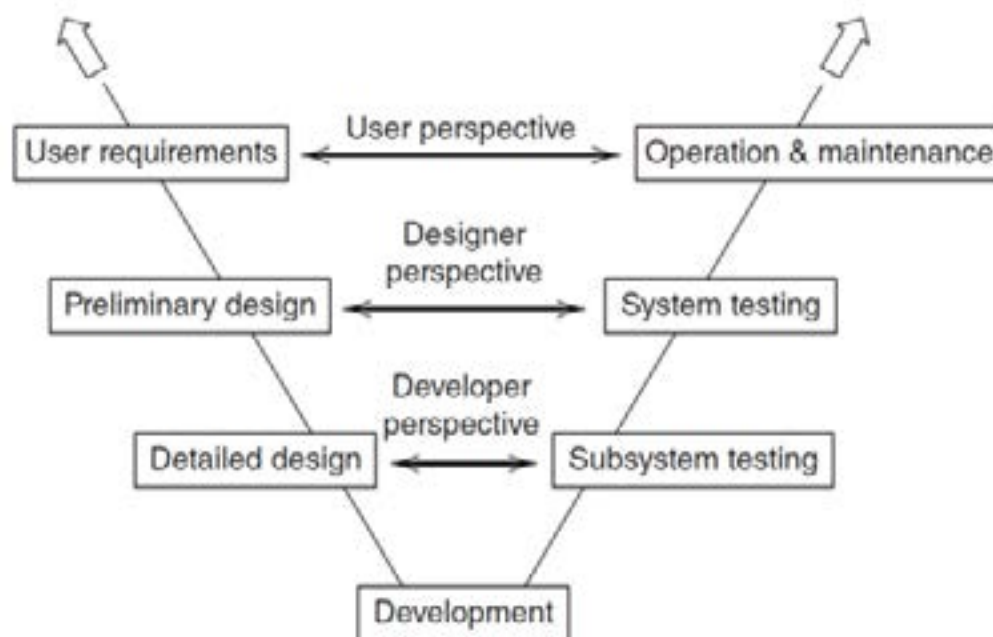 User perspective
User requirements
Operation & maintenance
Designer
perspective
Preliminary design
System testing
Developer
perspective
Detailed design
Subsystem testing
Development